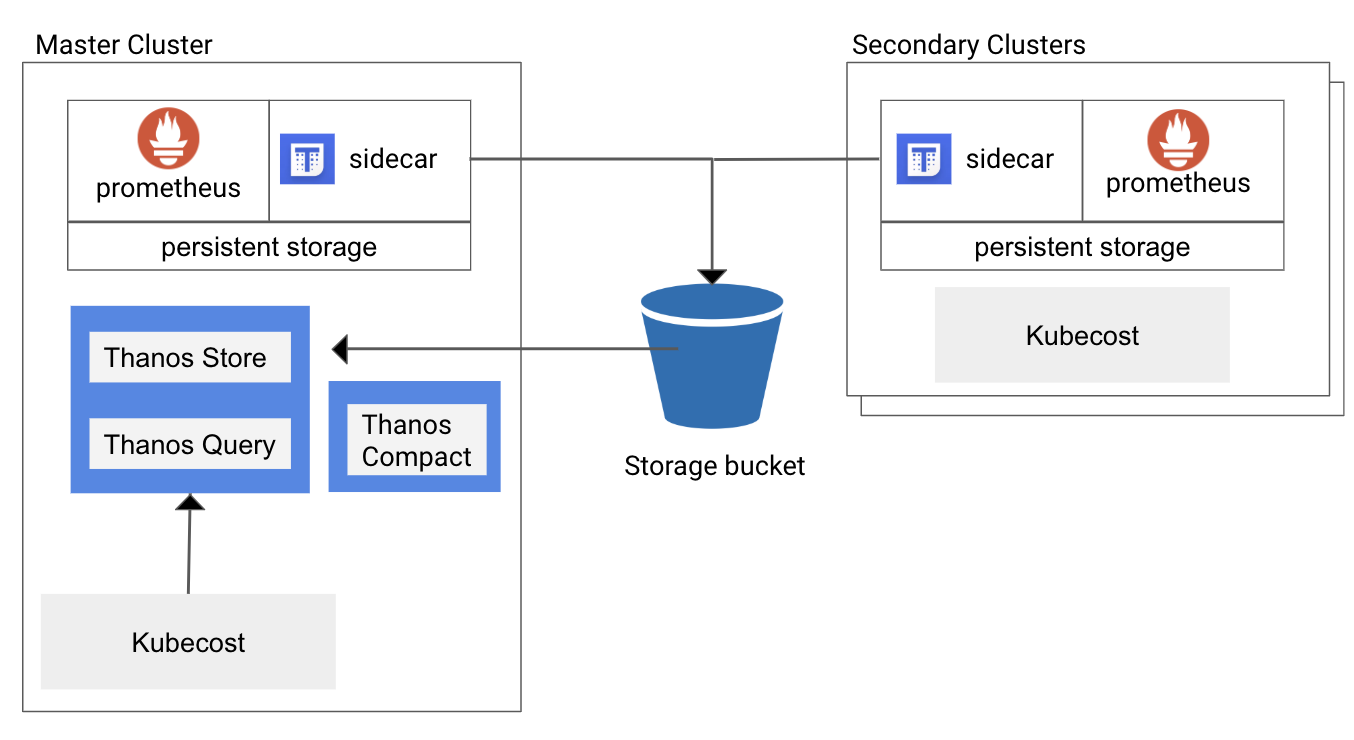 Master Cluster
Secondary Clusters
prometheus
sidecar
persistent storage
sidecar
prometheus
persistent storage
Kubecost
Thanos Store
Thanos Query
Thanos
Compact
Storage bucket
Kubecost